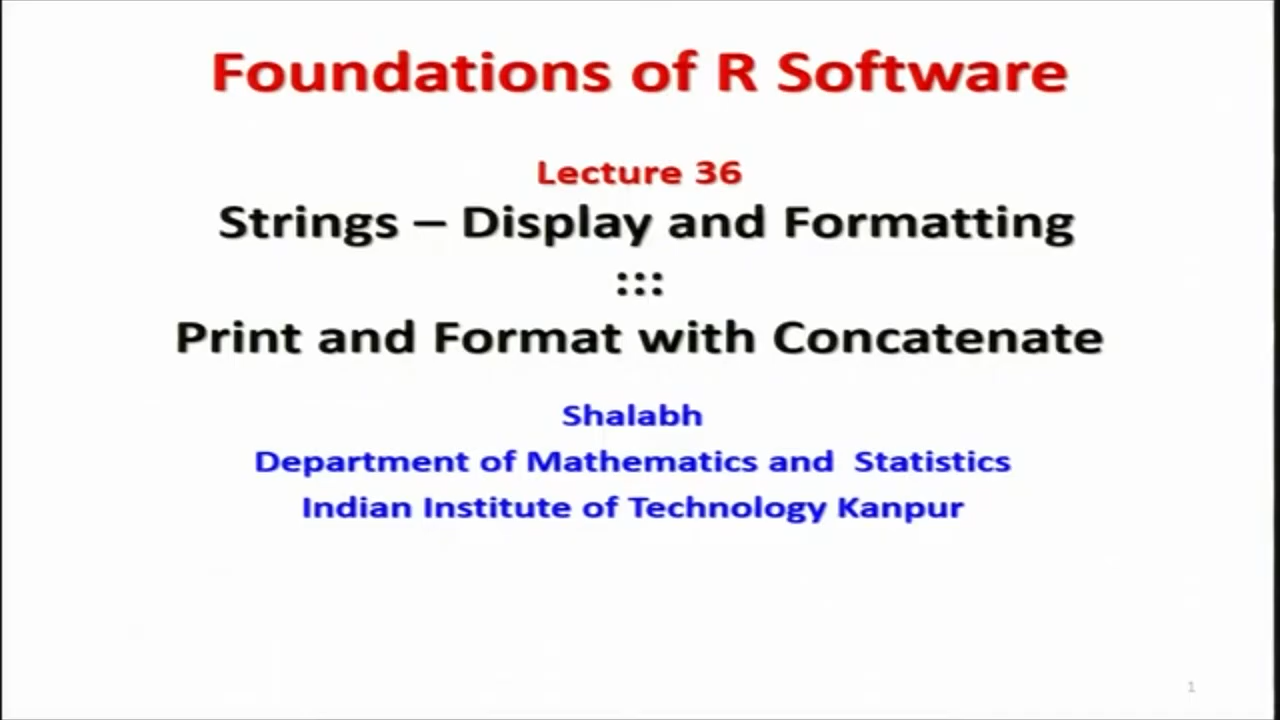 Foundations of R Software
Lecture 36
Strings – Display and Formatting
:::
Print and Format with Concatenate
Shalabh
Department of Mathematics and Statistics
Indian Institute of Technology Kanpur
1